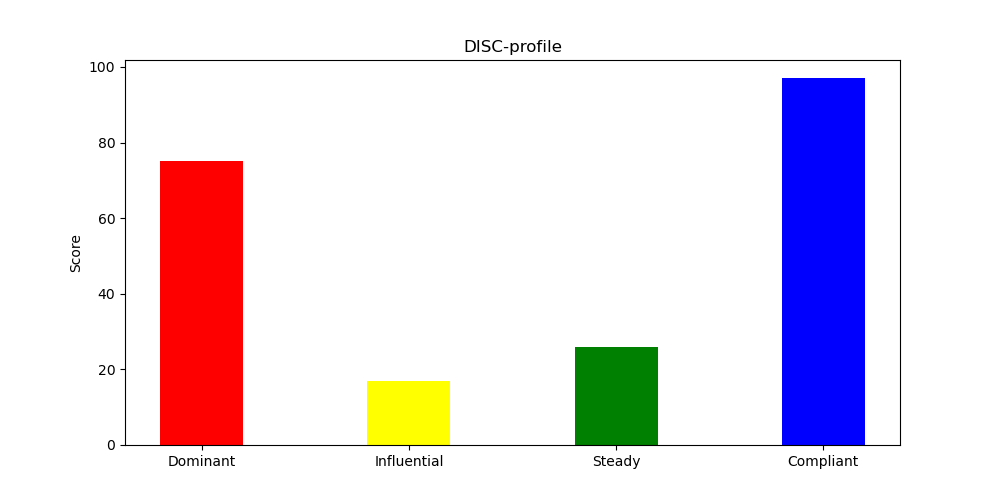 DISC-profile
Score
100
80
60
40
20
0
Dominant
Influential
Steady
Compliant